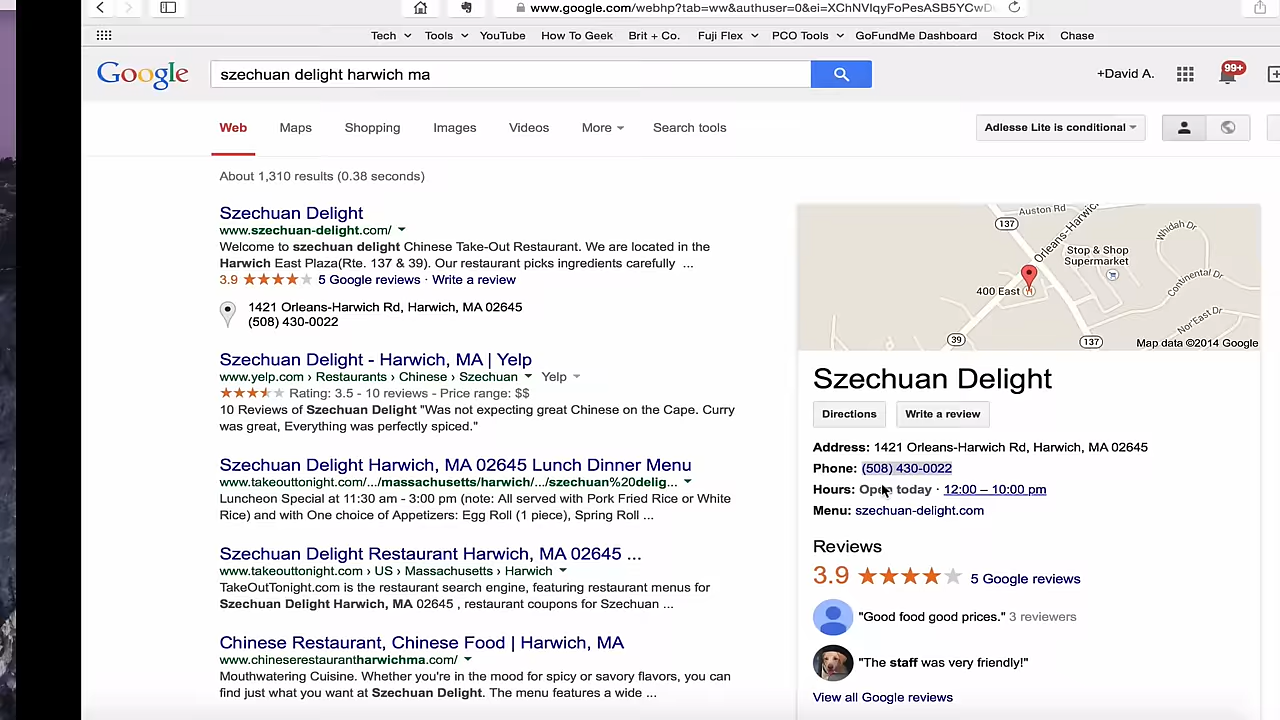 www.google.com/webhp?tab=ww&authuser=0&ei=XChNVIqyFoPesASB5YCwD
Tech Tools YouTube How To Geek Brit + Co. Fuji Flex PCO Tools GoFundMe Dashboard Stock Pix Chase
Google szechuan delight harwich ma +David A. 99+
Web Maps Shopping Images Videos More Search tools Adlesse Lite is conditional
About 1,310 results (0.38 seconds)
Szechuan Delight
www.szechuan-delight.com/
Welcome to szechuan delight Chinese Take-Out Restaurant. We are located in the
Harwich East Plaza(Rte. 137 & 39). Our restaurant picks ingredients carefully ...
3.9 5 Google reviews · Write a review
1421 Orleans-Harwich Rd, Harwich, MA 02645
(508) 430-0022
Szechuan Delight - Harwich, MA | Yelp
www.yelp.com › Restaurants › Chinese › Szechuan Yelp
Rating: 3.5 - 10 reviews - Price range: $$
10 Reviews of Szechuan Delight "Was not expecting great Chinese on the Cape. Curry
was great, Everything was perfectly spiced."
Szechuan Delight Harwich, MA 02645 Lunch Dinner Menu
www.takeouttonight.com/.../massachusetts/harwich/.../szechuan%20delig...
Luncheon Special at 11:30 am - 3:00 pm (note: All served with Pork Fried Rice or White
Rice) and with One choice of Appetizers: Egg Roll (1 piece), Spring Roll ...
Szechuan Delight Restaurant Harwich, MA 02645 ...
www.takeouttonight.com › US › Massachusetts › Harwich
TakeOutTonight.com is the restaurant search engine, featuring restaurant menus for
Szechuan Delight Harwich, MA 02645 , restaurant coupons for Szechuan ...
Chinese Restaurant, Chinese Food | Harwich, MA
www.chineserestaurantharwichma.com/
Mouthwatering Cuisine. Whether you're in the mood for spicy or savory flavors, you can
find just what you want at Szechuan Delight. The menu features a wide ...
Auston Rd
137
Orleans-Harwic
Whidah Dr
Stop & Shop
Supermarket
Continental Dr
400 East
Nor'East Dr
39
137
Map data ©2014 Google
Szechuan Delight
Directions Write a review
Address: 1421 Orleans-Harwich Rd, Harwich, MA 02645
Phone: (508) 430-0022
Hours: Open today · 12:00 – 10:00 pm
Menu: szechuan-delight.com
Reviews
3.9 5 Google reviews
"Good food good prices." 3 reviewers
"The staff was very friendly!"
View all Google reviews